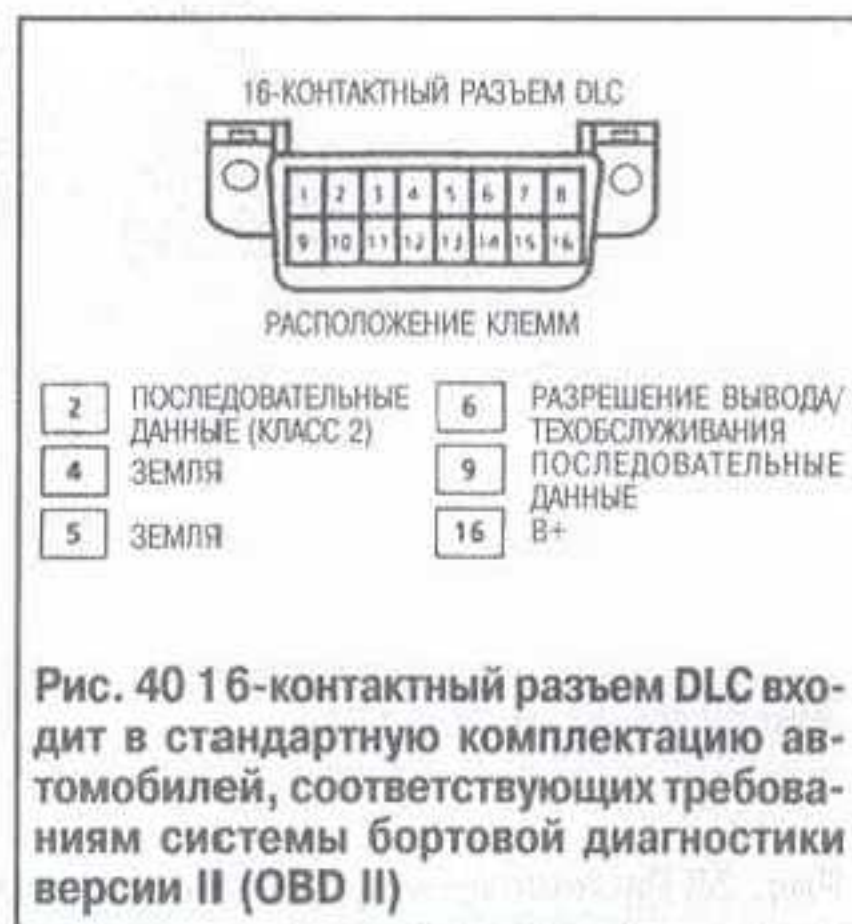 16-КОНТАКТНЫЙ РАЗЪЕМ DLC
1 2 3 4 5 6 7 8
9 10 11 12 13 14 15 16
РАСПОЛОЖЕНИЕ КЛЕММ
2 ПОСЛЕДОВАТЕЛЬНЫЕ
ДАННЫЕ (КЛАСС 2)
4 ЗЕМЛЯ
5 ЗЕМЛЯ
6 РАЗРЕШЕНИЕ ВЫВОДА/
ТЕХОБСЛУЖИВАНИЯ
9 ПОСЛЕДОВАТЕЛЬНЫЕ
ДАННЫЕ
16 B+
Рис. 40 16-контактный разъем DLC вхо-
дит в стандартную комплектацию ав-
томобилей, соответствующих требова-
ниям системы бортовой диагностики
версии II (OBD II)